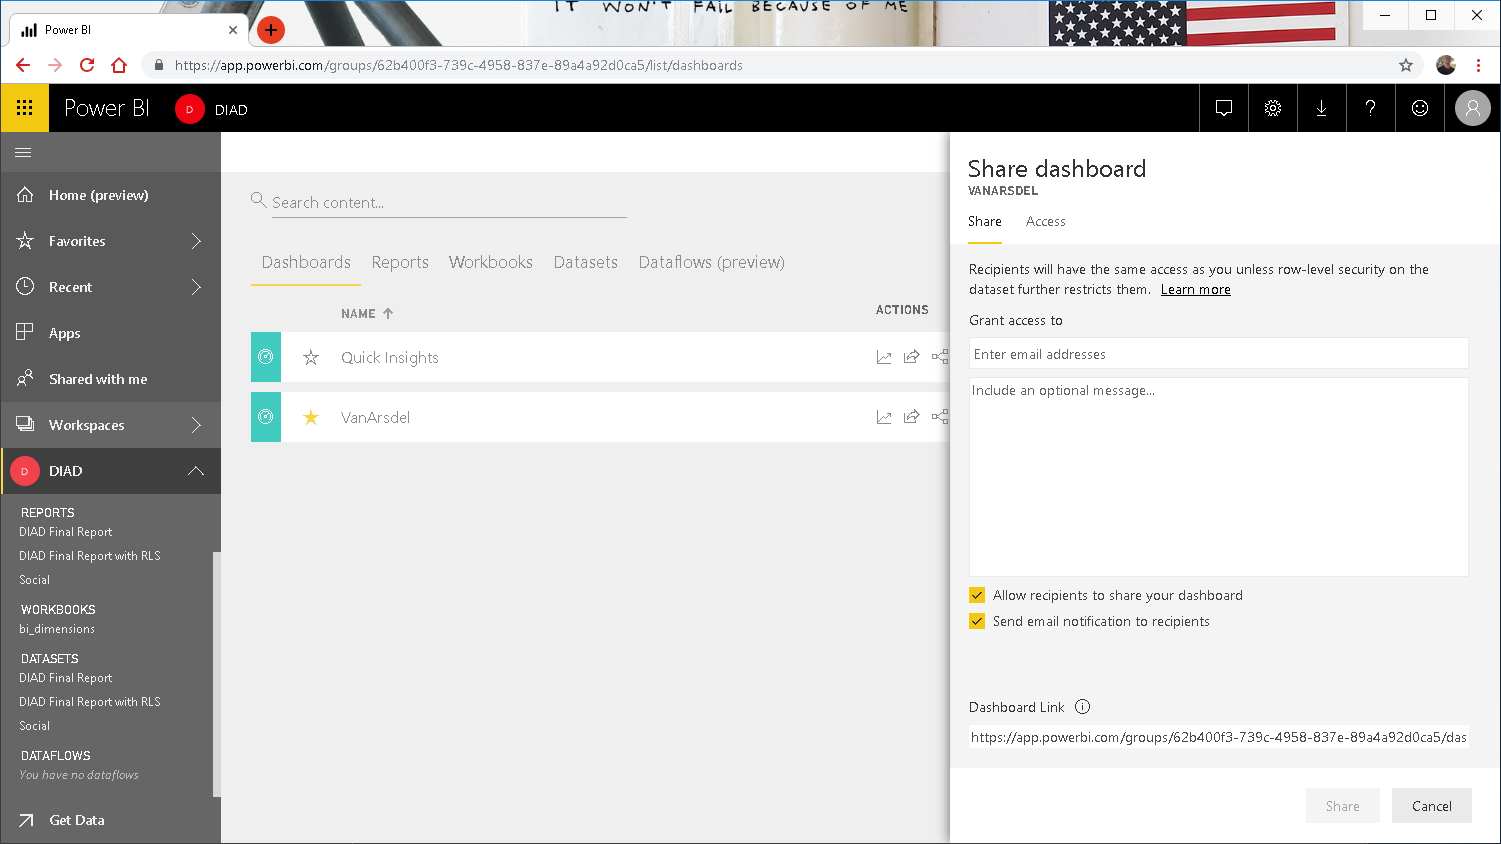 IT WON'T FAIL BECAUSE OF ME
Power BI
https://app.powerbi.com/groups/62b400f3-739c-4958-837e-89a4a92d0ca5/list/dashboards
Power BI
D
DIAD
?
Home (preview)
Favorites
Recent
Apps
Shared with me
Workspaces
D
DIAD
REPORTS
DIAD Final Report
DIAD Final Report with RLS
Social
WORKBOOKS
bi_dimensions
DATASETS
DIAD Final Report
DIAD Final Report with RLS
Social
DATAFLOWS
You have no dataflows
Get Data
Search content...
Dashboards Reports Workbooks Datasets Dataflows (preview)
NAME
ACTIONS
Quick Insights
VanArsdel
Share dashboard
VANARSDEL
Share Access
Recipients will have the same access as you unless row-level security on the
dataset further restricts them. Learn more
Grant access to
Enter email addresses
Include an optional message...
Allow recipients to share your dashboard
Send email notification to recipients
Dashboard Link
https://app.powerbi.com/groups/62b400f3-739c-4958-837e-89a4a92d0ca5/das
Share Cancel